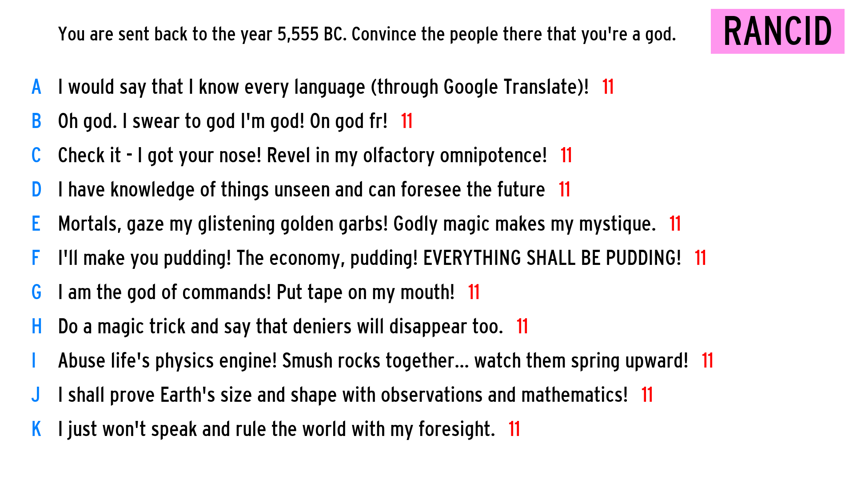 You are sent back to the year 5,555 BC. Convince the people there that you're a god.
RANCID
A I would say that I know every language (through Google Translate)! 11
B Oh god. I swear to god I'm god! On god fr! 11
C Check it - I got your nose! Revel in my olfactory omnipotence! 11
D I have knowledge of things unseen and can foresee the future 11
E Mortals, gaze my glistening golden garbs! Godly magic makes my mystique. 11
F I'll make you pudding! The economy, pudding! EVERYTHING SHALL BE PUDDING! 11
G I am the god of commands! Put tape on my mouth! 11
H Do a magic trick and say that deniers will disappear too. 11
I Abuse life's physics engine! Smush rocks together... watch them spring upward! 11
J I shall prove Earth's size and shape with observations and mathematics! 11
K I just won't speak and rule the world with my foresight. 11